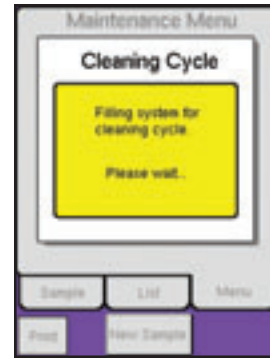 Maintenance Menu
Cleaning Cycle
Filling system for
cleaning cycle.
Please wait..
Sample
List
Menu
Print
New Sample